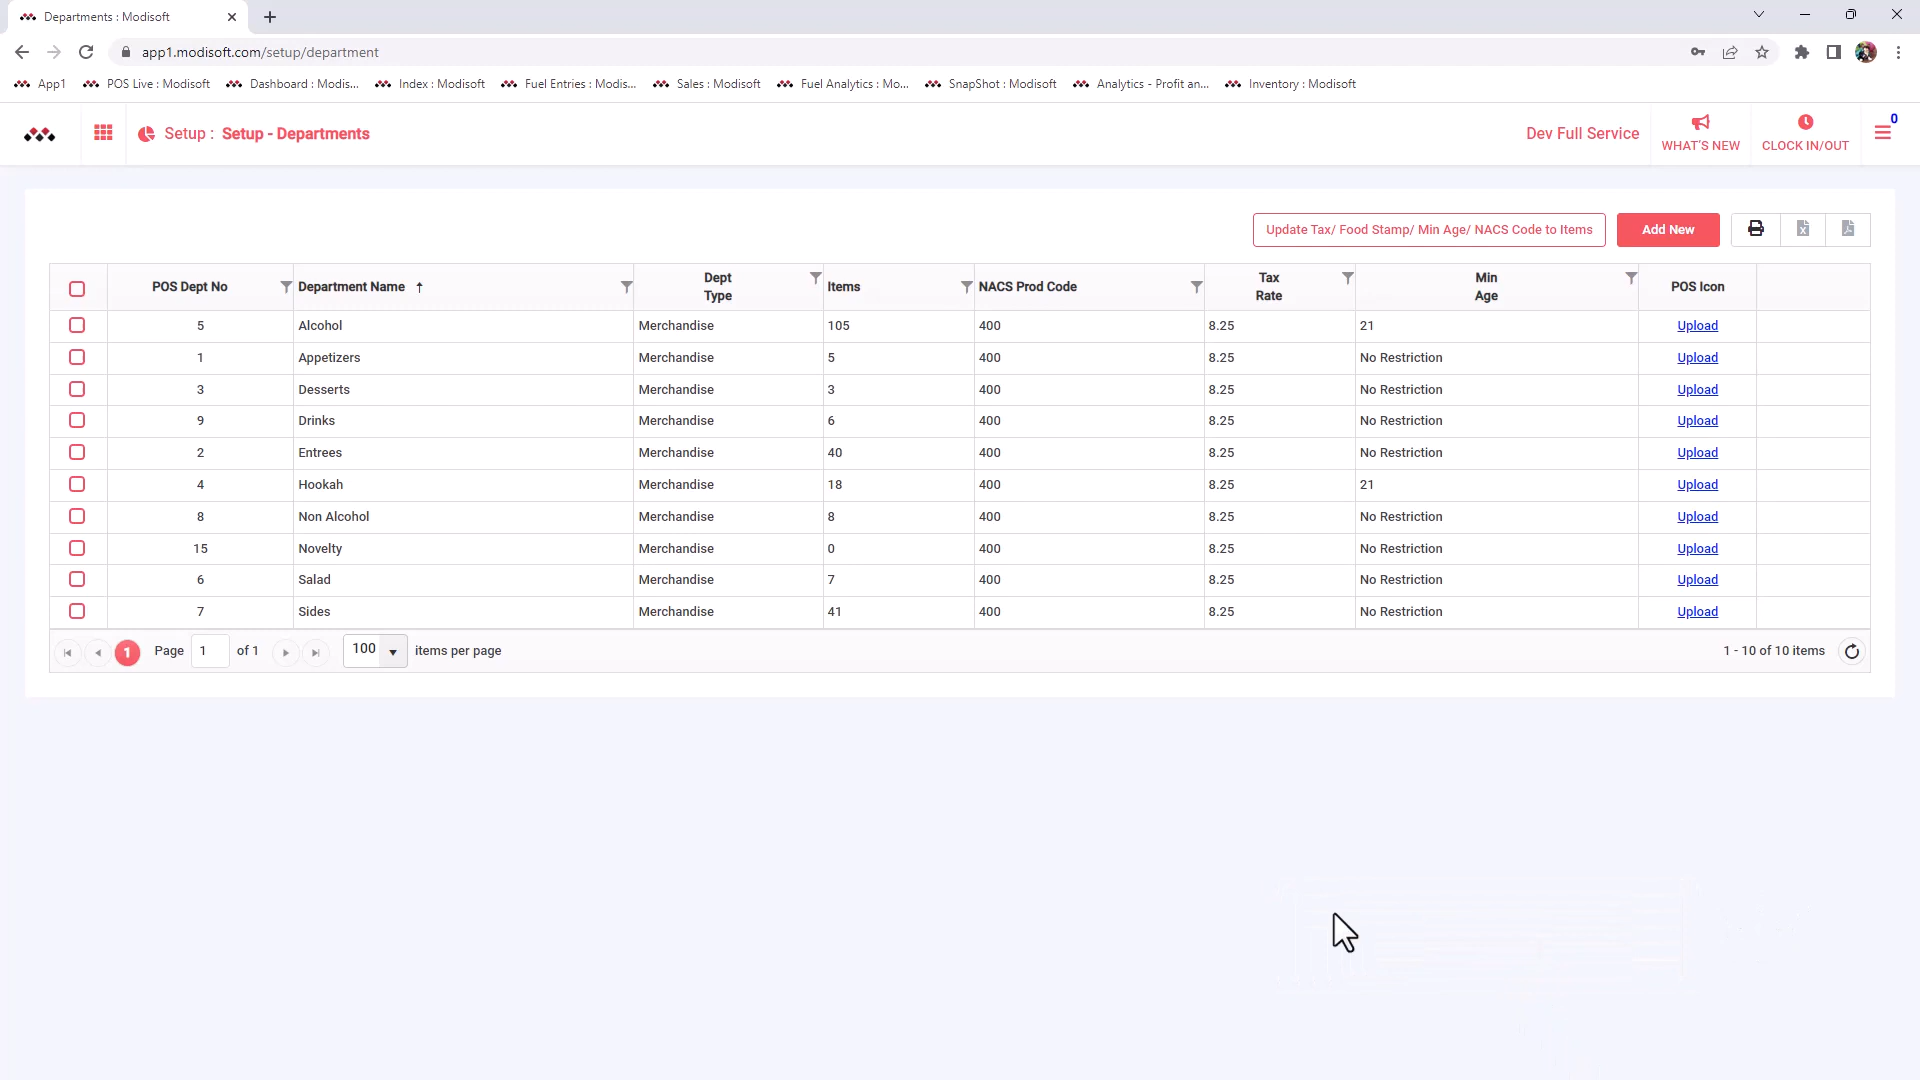 Departments : Modisoft
app1.modisoft.com/setup/department
App1 POS Live : Modisoft Dashboard : Modis... Index : Modisoft Fuel Entries : Modis... Sales : Modisoft Fuel Analytics : Mo... SnapShot : Modisoft Analytics - Profit an... Inventory : Modisoft
Setup : Setup - Departments
Dev Full Service
WHAT'S NEW
CLOCK IN/OUT
0
Update Tax/ Food Stamp/ Min Age/ NACS Code to Items
Add New
POS Dept No Department Name ↑ Dept Type Items NACS Prod Code Tax Rate Min Age POS Icon
5 Alcohol Merchandise 105 400 8.25 21 Upload
1 Appetizers Merchandise 5 400 8.25 No Restriction Upload
3 Desserts Merchandise 3 400 8.25 No Restriction Upload
9 Drinks Merchandise 6 400 8.25 No Restriction Upload
2 Entrees Merchandise 40 400 8.25 No Restriction Upload
4 Hookah Merchandise 18 400 8.25 21 Upload
8 Non Alcohol Merchandise 8 400 8.25 No Restriction Upload
15 Novelty Merchandise 0 400 8.25 No Restriction Upload
6 Salad Merchandise 7 400 8.25 No Restriction Upload
7 Sides Merchandise 41 400 8.25 No Restriction Upload
1 Page 1 of 1 100 items per page 1 - 10 of 10 items